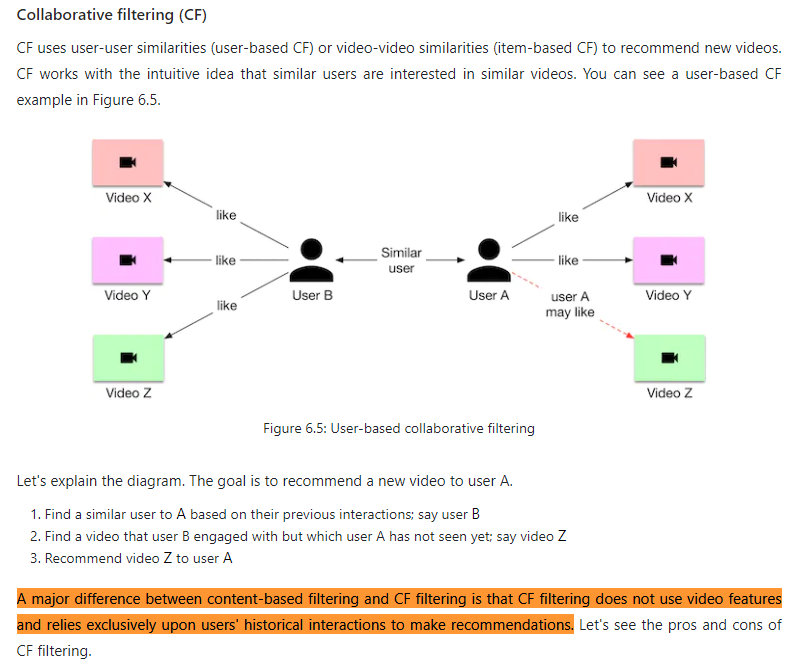 Collaborative filtering (CF)
CF uses user-user similarities (user-based CF) or video-video similarities (item-based CF) to recommend new videos.
CF works with the intuitive idea that similar users are interested in similar videos. You can see a user-based CF
example in Figure 6.5.
Video X
like
Video Y
like
Video Z
like
User B
Similar
user
User A
like
Video X
like
Video Y
user A
may like
Video Z
Figure 6.5: User-based collaborative filtering
Let's explain the diagram. The goal is to recommend a new video to user A.
1. Find a similar user to A based on their previous interactions; say user B
2. Find a video that user B engaged with but which user A has not seen yet; say video Z
3. Recommend video Z to user A
A major difference between content-based filtering and CF filtering is that CF filtering does not use video features
and relies exclusively upon users' historical interactions to make recommendations. Let's see the pros and cons of
CF filtering.